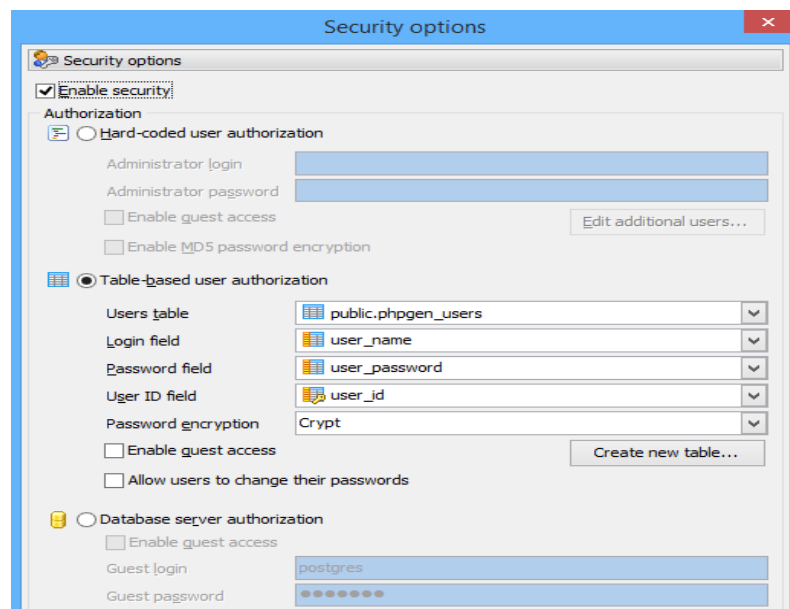 Security options
Security options
Enable security
Authorization
Hard-coded user authorization
Administrator login
Administrator password
Enable guest access
Edit additional users...
Enable MD5 password encryption
Table-based user authorization
Users table public.phpgen_users
Login field user_name
Password field user_password
User ID field user_id
Password encryption Crypt
Enable guest access
Create new table...
Allow users to change their passwords
Database server authorization
Enable guest access
Guest login postgres
Guest password ●●●●●●●